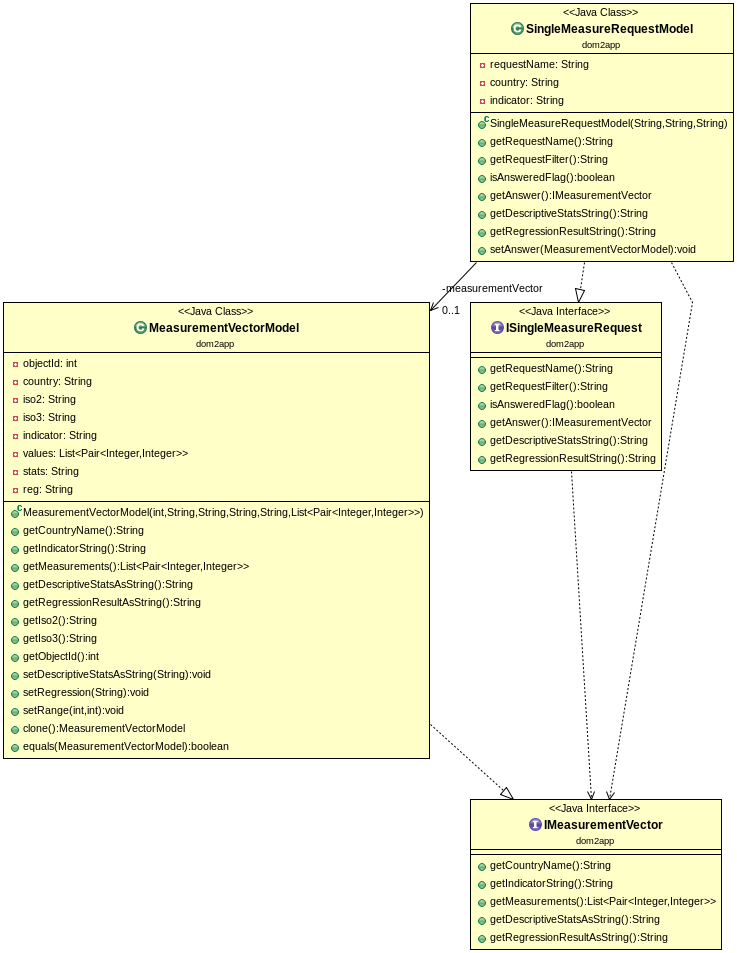 <<Java Class>>
SingleMeasureRequestModel
dom2app
requestName: String
country: String
indicator: String
SingleMeasureRequestModel(String,String,String)
getRequestName():String
getRequestFilter():String
isAnsweredFlag():boolean
getAnswer():IMeasurementVector
getDescriptiveStatsString():String
getRegressionResultString():String
setAnswer(MeasurementVectorModel):void
-measurementVector
0..1
<<Java Class>>
MeasurementVectorModel
dom2app
objectId: int
country: String
iso2: String
iso3: String
indicator: String
values: List<Pair<Integer,Integer>>
stats: String
reg: String
MeasurementVectorModel(int,String,String,String,String,List<Pair<Integer,Integer>>)
getCountryName():String
getIndicatorString():String
getMeasurements():List<Pair<Integer,Integer>>
getDescriptiveStatsAsString():String
getRegressionResultAsString():String
getIso2():String
getIso3():String
getObjectId():int
setDescriptiveStatsAsString(String):void
setRegression(String):void
setRange(int,int):void
clone():MeasurementVectorModel
equals(MeasurementVectorModel):boolean
<<Java Interface>>
ISingleMeasureRequest
dom2app
getRequestName():String
getRequestFilter():String
isAnsweredFlag():boolean
getAnswer():IMeasurementVector
getDescriptiveStatsString():String
getRegressionResultString():String
<<Java Interface>>
IMeasurementVector
dom2app
getCountryName():String
getIndicatorString():String
getMeasurements():List<Pair<Integer,Integer>>
getDescriptiveStatsAsString():String
getRegressionResultAsString():String